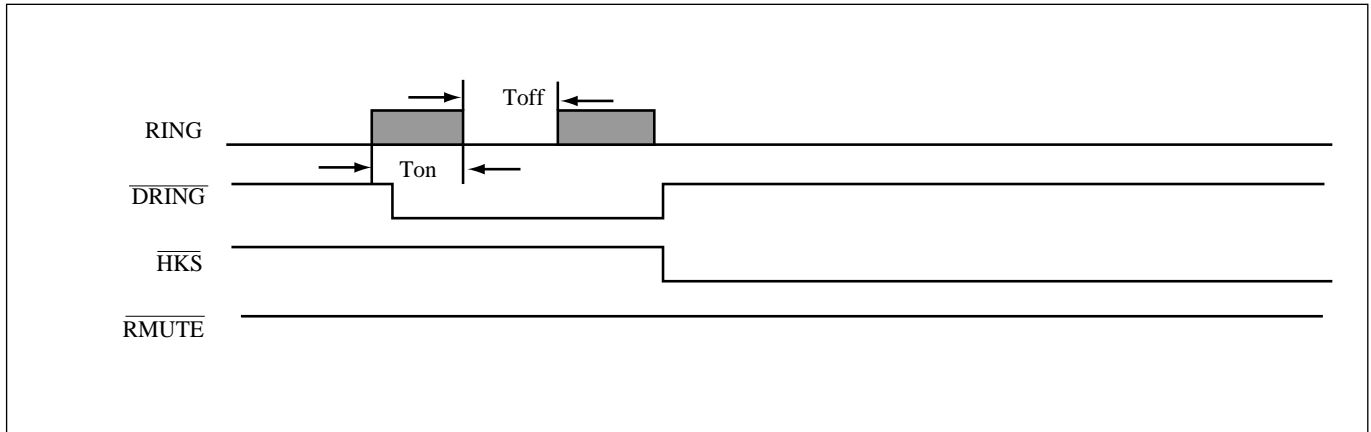 Toff
RING
Ton
DRING
HKS
RMUTE